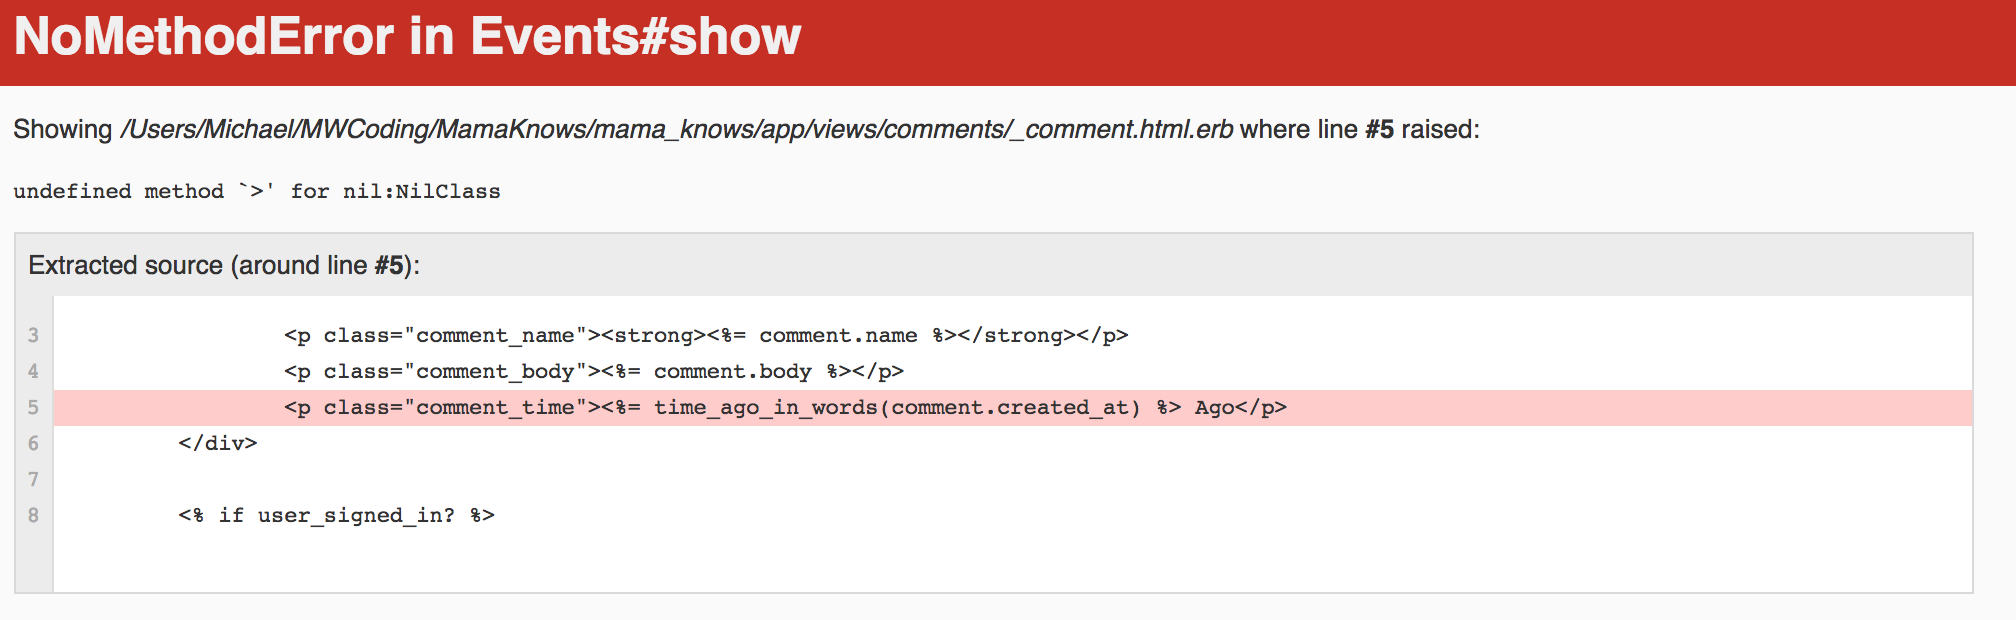 NoMethodError in Events#show
Showing /Users/Michael/MWCoding/MamaKnows/mama_knows/app/views/comments/_comment.html.erb where line #5 raised:
undefined method `>' for nil:NilClass
Extracted source (around line #5):
3 <p class="comment_name"><strong><%= comment.name %></strong></p>
4 <p class="comment_body"><%= comment.body %></p>
5 <p class="comment_time"><%= time_ago_in_words(comment.created_at) %> Ago</p>
6 </div>
7
8 <% if user_signed_in? %>